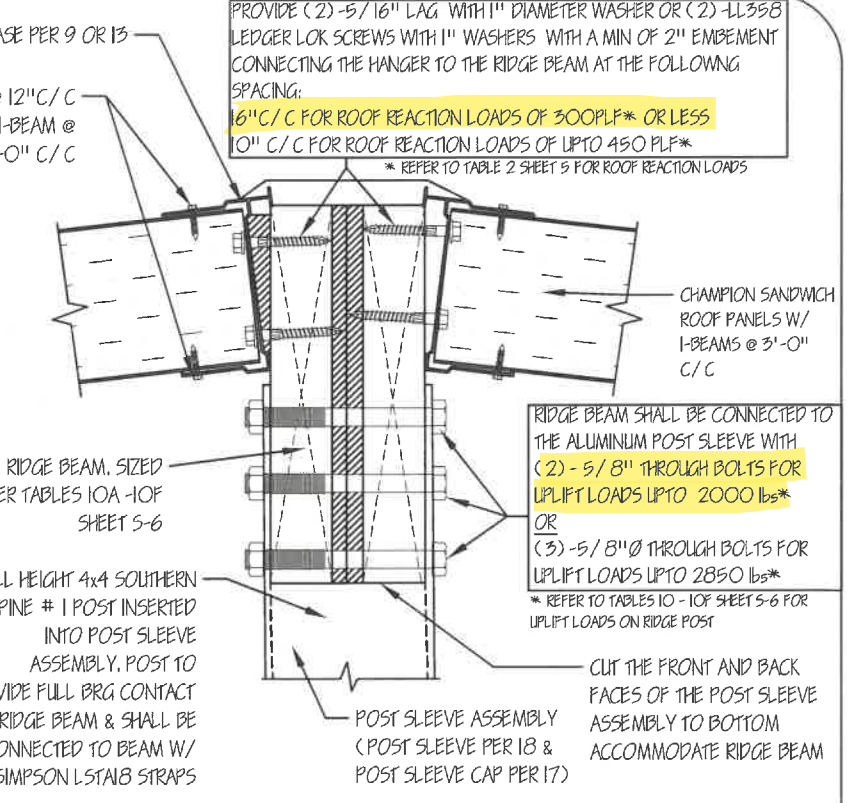 PROVIDE (2) -5/16" LAG WITH 1" DIAMETER WASHER OR (2) -LL358
LEDGER LOK SCREWS WITH 1" WASHERS WITH A MIN OF 2" EMBEMENT
CONNECTING THE HANGER TO THE RIDGE BEAM AT THE FOLLOWNG
SPACING:
16"C/C FOR ROOF REACTION LOADS OF 300PLF* OR LESS
10" C/C FOR ROOF REACTION LOADS OF UPTO 450 PLF*
* REFER TO TABLE 2 SHEET 5 FOR ROOF REACTION LOADS
ASE PER 9 OR 13
12"C/C
I-BEAM @
-0" C/C
CHAMPION SANDWICH
ROOF PANELS W/
I-BEAMS @ 3'-0"
C/C
RIDGE BEAM SHALL BE CONNECTED TO
THE ALUMINUM POST SLEEVE WITH
(2) - 5/8" THROUGH BOLTS FOR
UPLIFT LOADS UPTO 2000 lbs*
OR
(3) -5/8"Ø THROUGH BOLTS FOR
UPLIFT LOADS UPTO 2850 lbs*
* REFER TO TABLES 10 - 10F SHEET S-6 FOR
UPLIFT LOADS ON RIDGE POST
RIDGE BEAM. SIZED
ER TABLES 10A -10F
SHEET S-6
LL HEIGHT 4x4 SOUTHERN
PINE # 1 POST INSERTED
INTO POST SLEEVE
ASSEMBLY. POST TO
VIDE FULL BRG CONTACT
RIDGE BEAM & SHALL BE
ONNECTED TO BEAM W/
SIMPSON LSTA18 STRAPS
POST SLEEVE ASSEMBLY
(POST SLEEVE PER 18 &
POST SLEEVE CAP PER 17)
CUT THE FRONT AND BACK
FACES OF THE POST SLEEVE
ASSEMBLY TO BOTTOM
ACCOMMODATE RIDGE BEAM